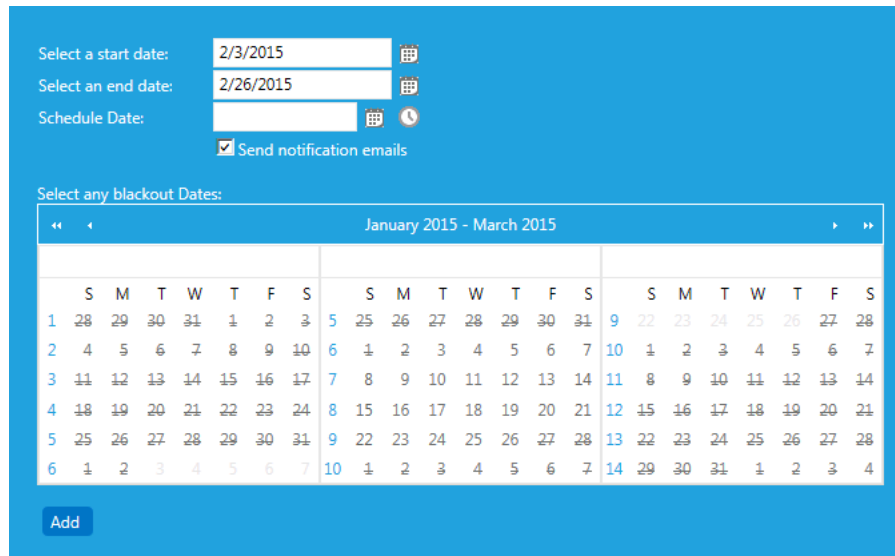 Select a start date: 2/3/2015
Select an end date: 2/26/2015
Schedule Date:
Send notification emails
Select any blackout Dates:
January 2015 - March 2015
S M T W T F S S M T W T F S S M T W T F S
1 28 29 30 31 1 2 3 5 25 26 27 28 29 30 31 9 22 23 24 25 26 27 28
2 4 5 6 7 8 9 10 6 1 2 3 4 5 6 7 10 1 2 3 4 5 6 7
3 11 12 13 14 15 16 17 7 8 9 10 11 12 13 14 11 8 9 10 11 12 13 14
4 18 19 20 21 22 23 24 8 15 16 17 18 19 20 21 12 15 16 17 18 19 20 21
5 25 26 27 28 29 30 31 9 22 23 24 25 26 27 28 13 22 23 24 25 26 27 28
6 1 2 3 4 5 6 7 10 1 2 3 4 5 6 7 14 29 30 31 1 2 3 4
Add